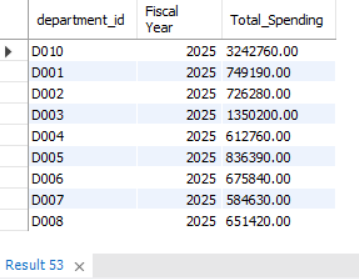 department_id Fiscal Year Total_Spending
D010 2025 3242760.00
D001 2025 749190.00
D002 2025 726280.00
D003 2025 1350200.00
D004 2025 612760.00
D005 2025 836390.00
D006 2025 675840.00
D007 2025 584630.00
D008 2025 651420.00
Result 53